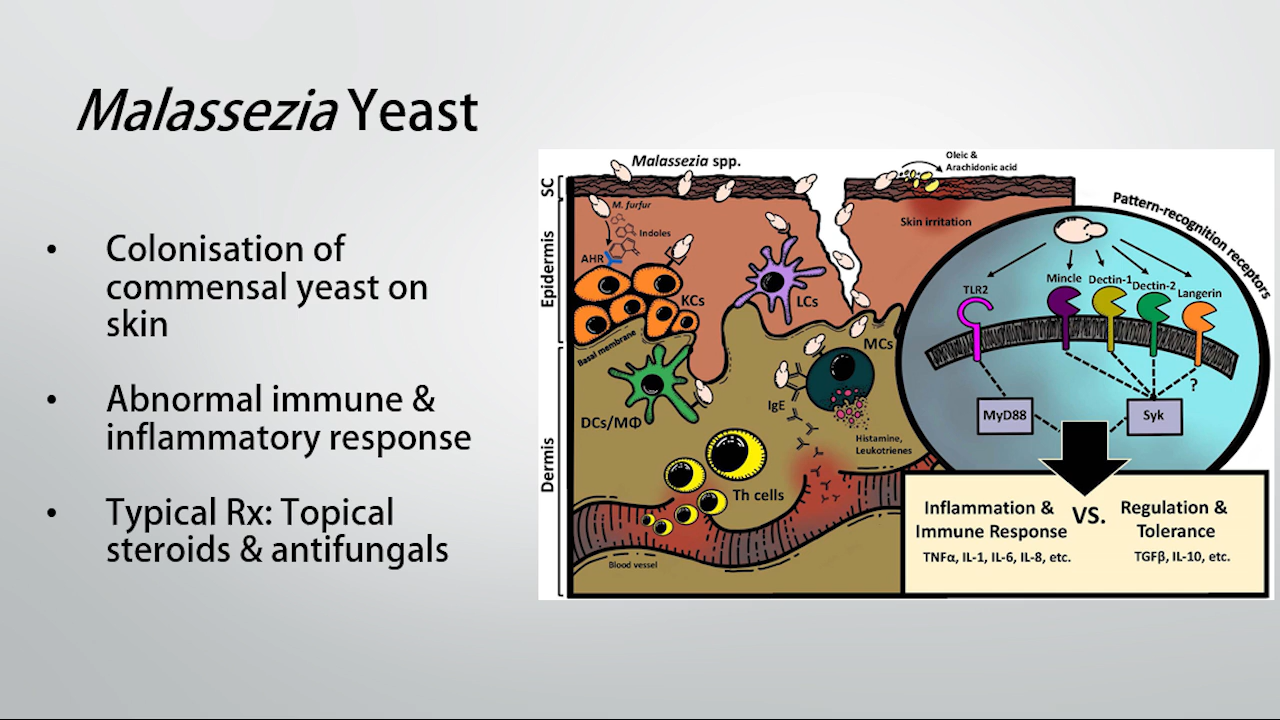 Malassezia Yeast
• Colonisation of
commensal yeast on
skin
• Abnormal immune &
inflammatory response
• Typical Rx: Topical
steroids & antifungals
Malassezia spp.
Oleic &
Arachidonic acid
SC
M. furfur
Indoles
AHR
Skin irritation
Epidermis
KCs
LCs
Basal membrane
MCs
DCs/MΦ
IgE
Histamine,
Leukotrienes
Dermis
Th cells
Blood vessel
Pattern-recognition receptors
TLR2
Mincle
Dectin-1
Dectin-2
Langerin
?
MyD88
Syk
Inflammation &
Immune Response
VS.
Regulation &
Tolerance
TNFα, IL-1, IL-6, IL-8, etc.
TGFβ, IL-10, etc.